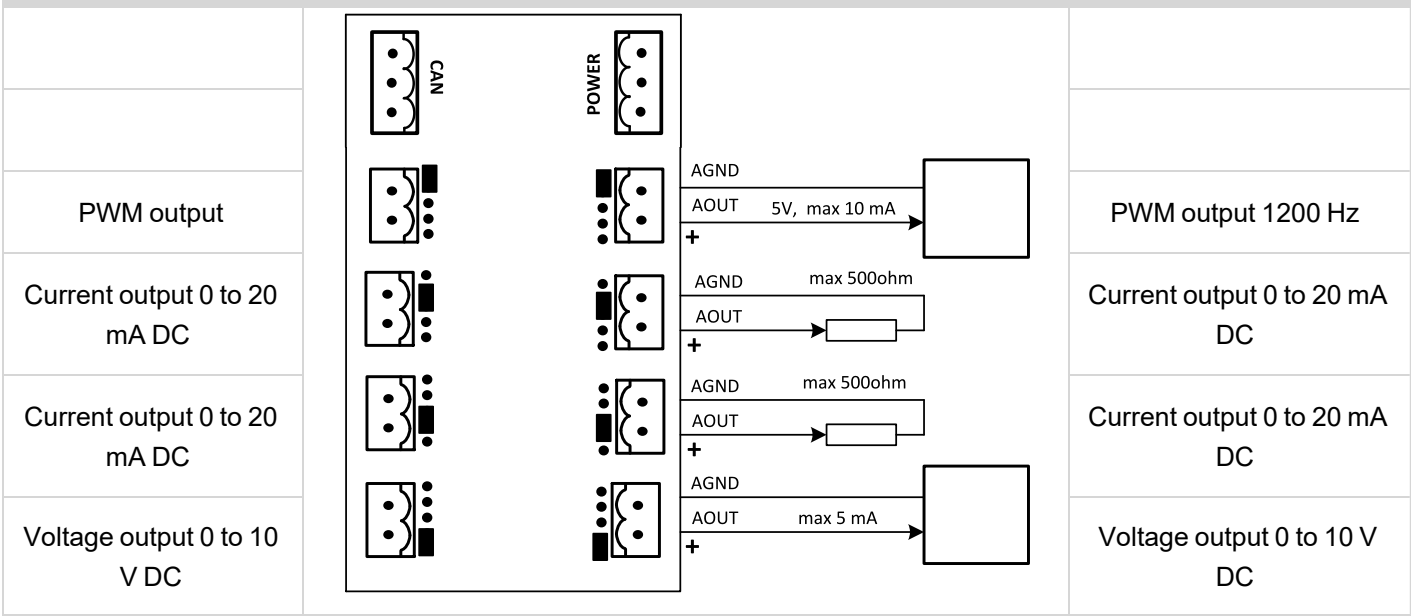 CAN
POWER
PWM output
AGND
AOUT
5V, max 10 mA
+
PWM output 1200 Hz
Current output 0 to 20
mA DC
AGND
max 500ohm
AOUT
+
Current output 0 to 20 mA
DC
Current output 0 to 20
mA DC
AGND
max 500ohm
AOUT
+
Current output 0 to 20 mA
DC
Voltage output 0 to 10
V DC
AGND
AOUT
max 5 mA
+
Voltage output 0 to 10 V
DC